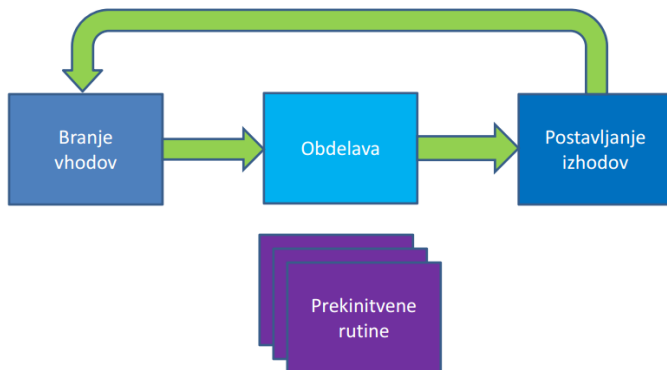 Branje
vhodov
Obdelava
Postavljanje
izhodov
Prekinitvene
rutine